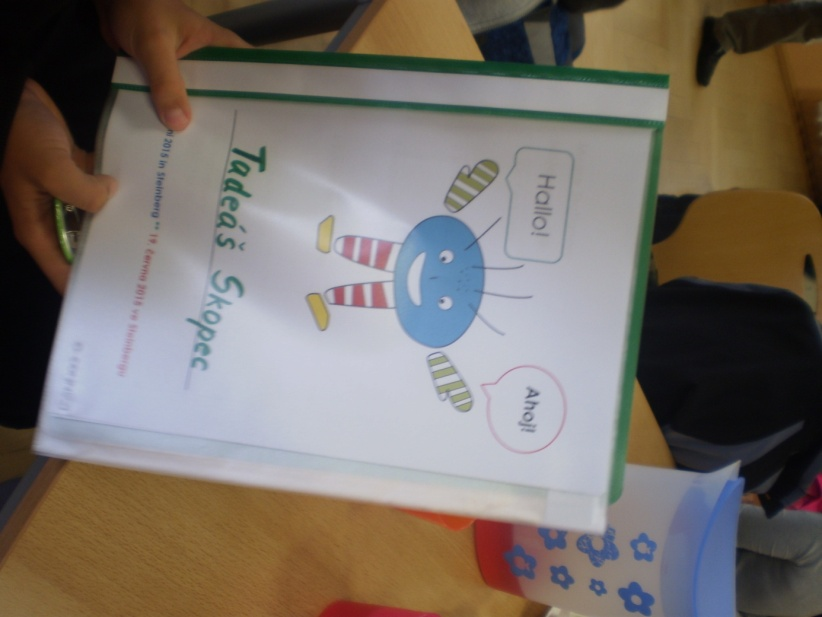 Hallo!
Ahoj!
Tadeáš Skopec
2015 in Steinberg ** 19. června 2015 ve Steinbergu